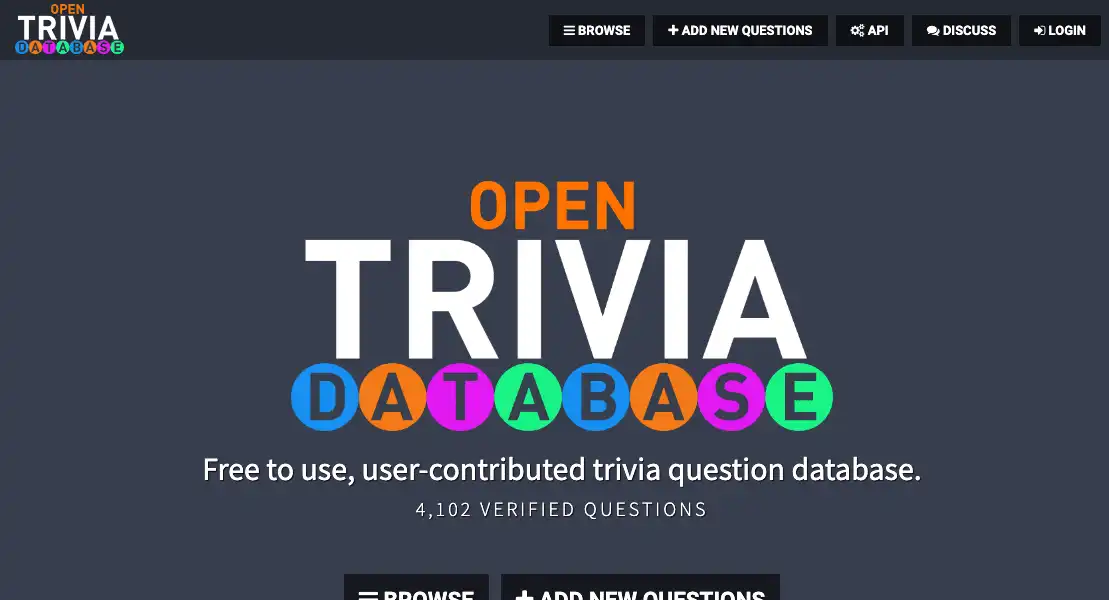 OPEN
TRIVIA
DATABASE
BROWSE
ADD NEW QUESTIONS
API
DISCUSS
LOGIN
OPEN
TRIVIA
DATABASE
Free to use, user-contributed trivia question database.
4,102 VERIFIED QUESTIONS
BROWSE
ADD NEW QUESTIONS